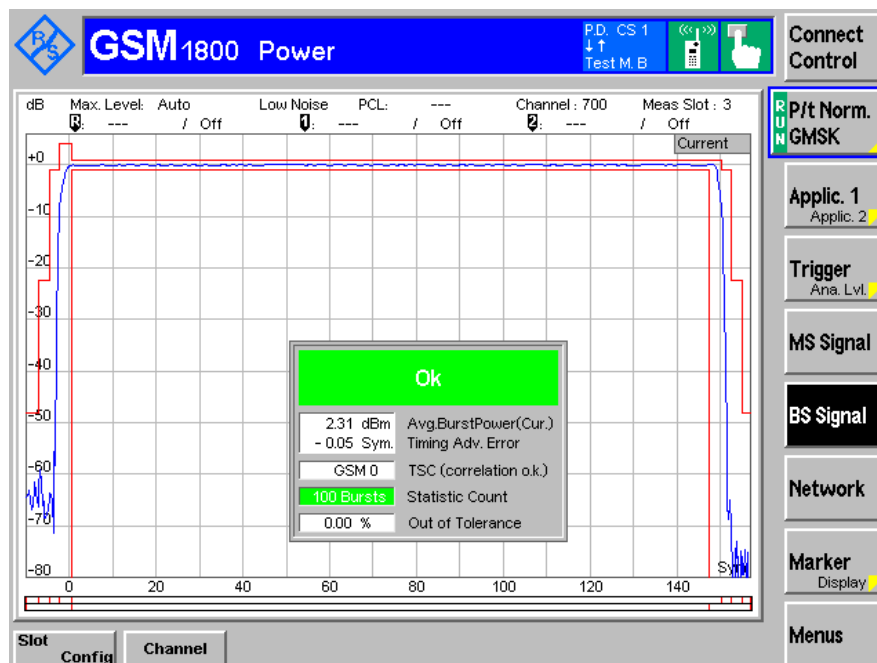 R/S
GSM 1800 Power
P.D. CS 1
Test M. B
Connect
Control
dB Max. Level: Auto Low Noise PCL: --- Channel : 700 Meas Slot : 3
R: --- / Off 1: --- / Off 2: --- / Off
Current
RUN
P/t Norm.
GMSK
+0
-10
-20
-30
-40
-50
-60
-70
-80
Applic. 1
Applic. 2
Trigger
Ana. Lvl.
MS Signal
BS Signal
Network
Marker
Display
Menus
Ok
2.31 dBm Avg.BurstPower(Cur.)
- 0.05 Sym. Timing Adv. Error
GSM 0 TSC (correlation o.k.)
100 Bursts Statistic Count
0.00 % Out of Tolerance
0 20 40 60 80 100 120 140
Slot
Config
Channel